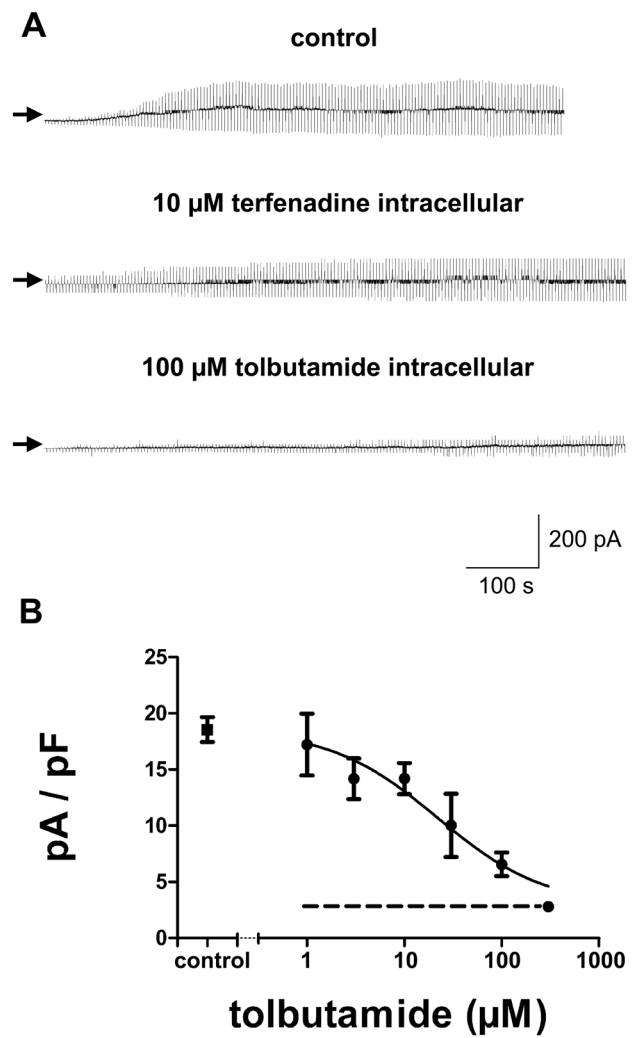 A
control
10 µM terfenadine intracellular
100 µM tolbutamide intracellular
200 pA
100 s
B
25
20
15
10
5
0
pA / pF
control
1
10
100
1000
tolbutamide (µM)